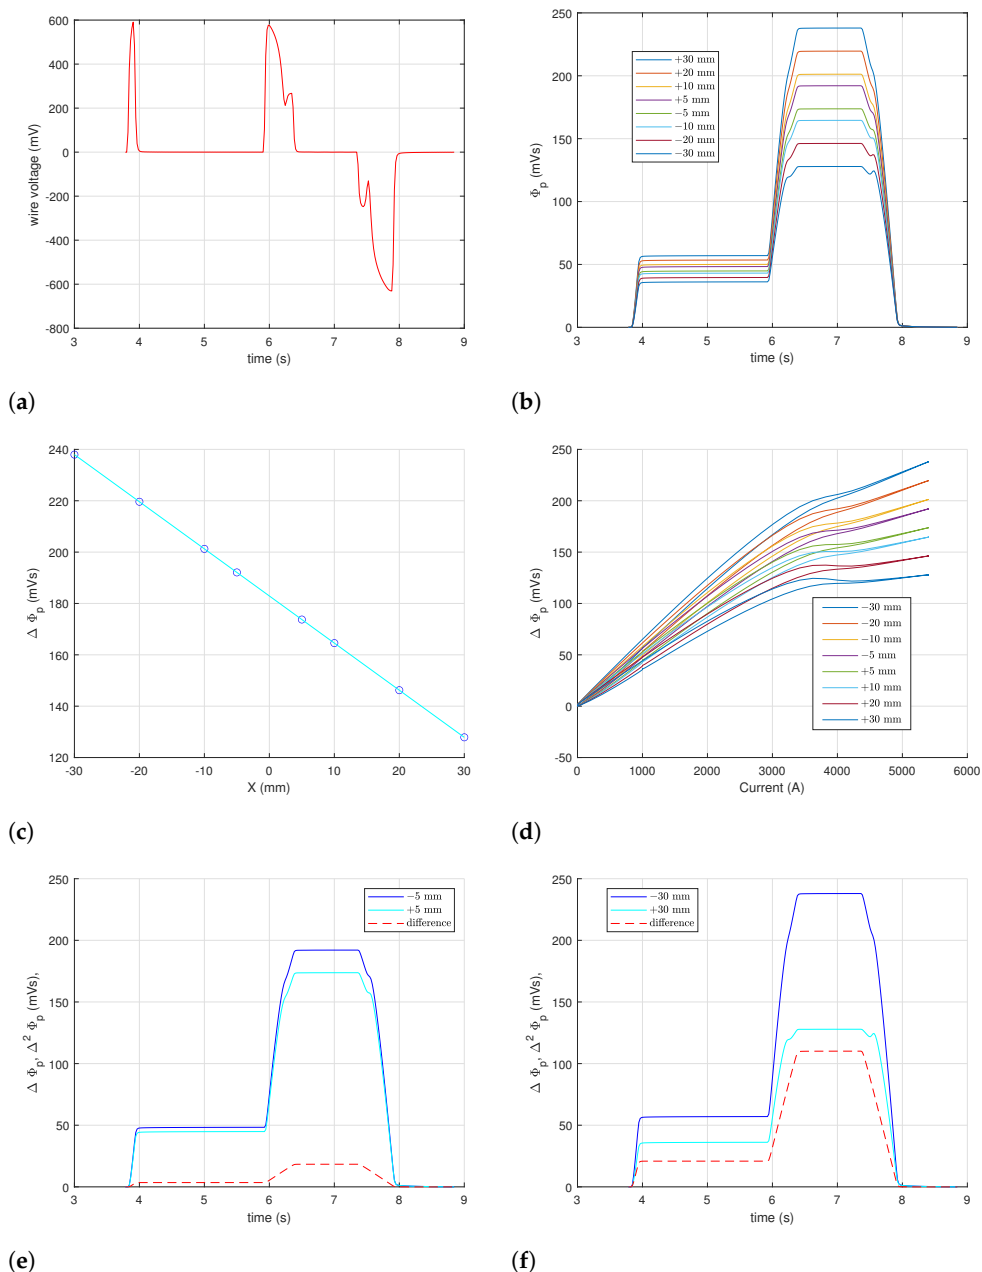 600
400
200
0
-200
-400
-600
-800
3 4 5 6 7 8 9
wire voltage (mV)
time (s)
(a)
250
200
150
100
50
0
3 4 5 6 7 8 9
Φp (mVs)
time (s)
+30 mm
+20 mm
+10 mm
+5 mm
−5 mm
−10 mm
−20 mm
−30 mm
(b)
240
220
200
180
160
140
120
-30 -20 -10 0 10 20 30
Δ Φp (mVs)
X (mm)
(c)
250
200
150
100
50
0
-50
0 1000 2000 3000 4000 5000 6000
Δ Φp (mVs)
Current (A)
−30 mm
−20 mm
−10 mm
−5 mm
+5 mm
+10 mm
+20 mm
+30 mm
(d)
250
200
150
100
50
0
3 4 5 6 7 8 9
Δ Φp, Δ² Φp (mVs),
time (s)
−5 mm
+5 mm
difference
(e)
250
200
150
100
50
0
3 4 5 6 7 8 9
Δ Φp, Δ² Φp (mVs),
time (s)
−30 mm
+30 mm
difference
(f)